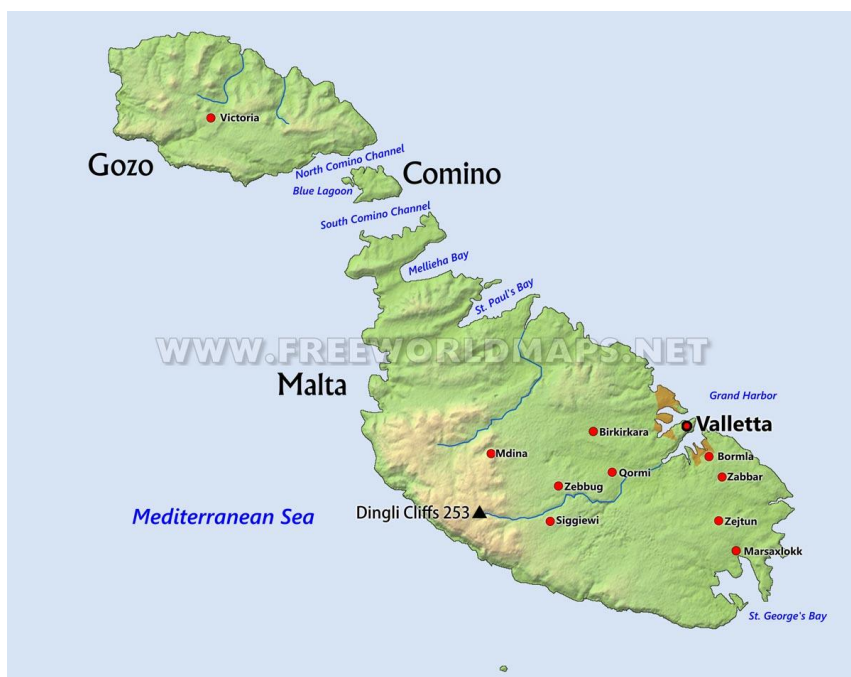 Victoria
Gozo
North Comino Channel
Comino
Blue Lagoon
South Comino Channel
Mellieha Bay
St. Paul's Bay
WWW.FREEWORLDMAPS.NET
Malta
Grand Harbor
Valletta
Birkirkara
Mdina
Bormla
Qormi
Zabbar
Zebbug
Dingli Cliffs 253
Mediterranean Sea
Siggiewi
Zejtun
Marsaxlokk
St. George's Bay